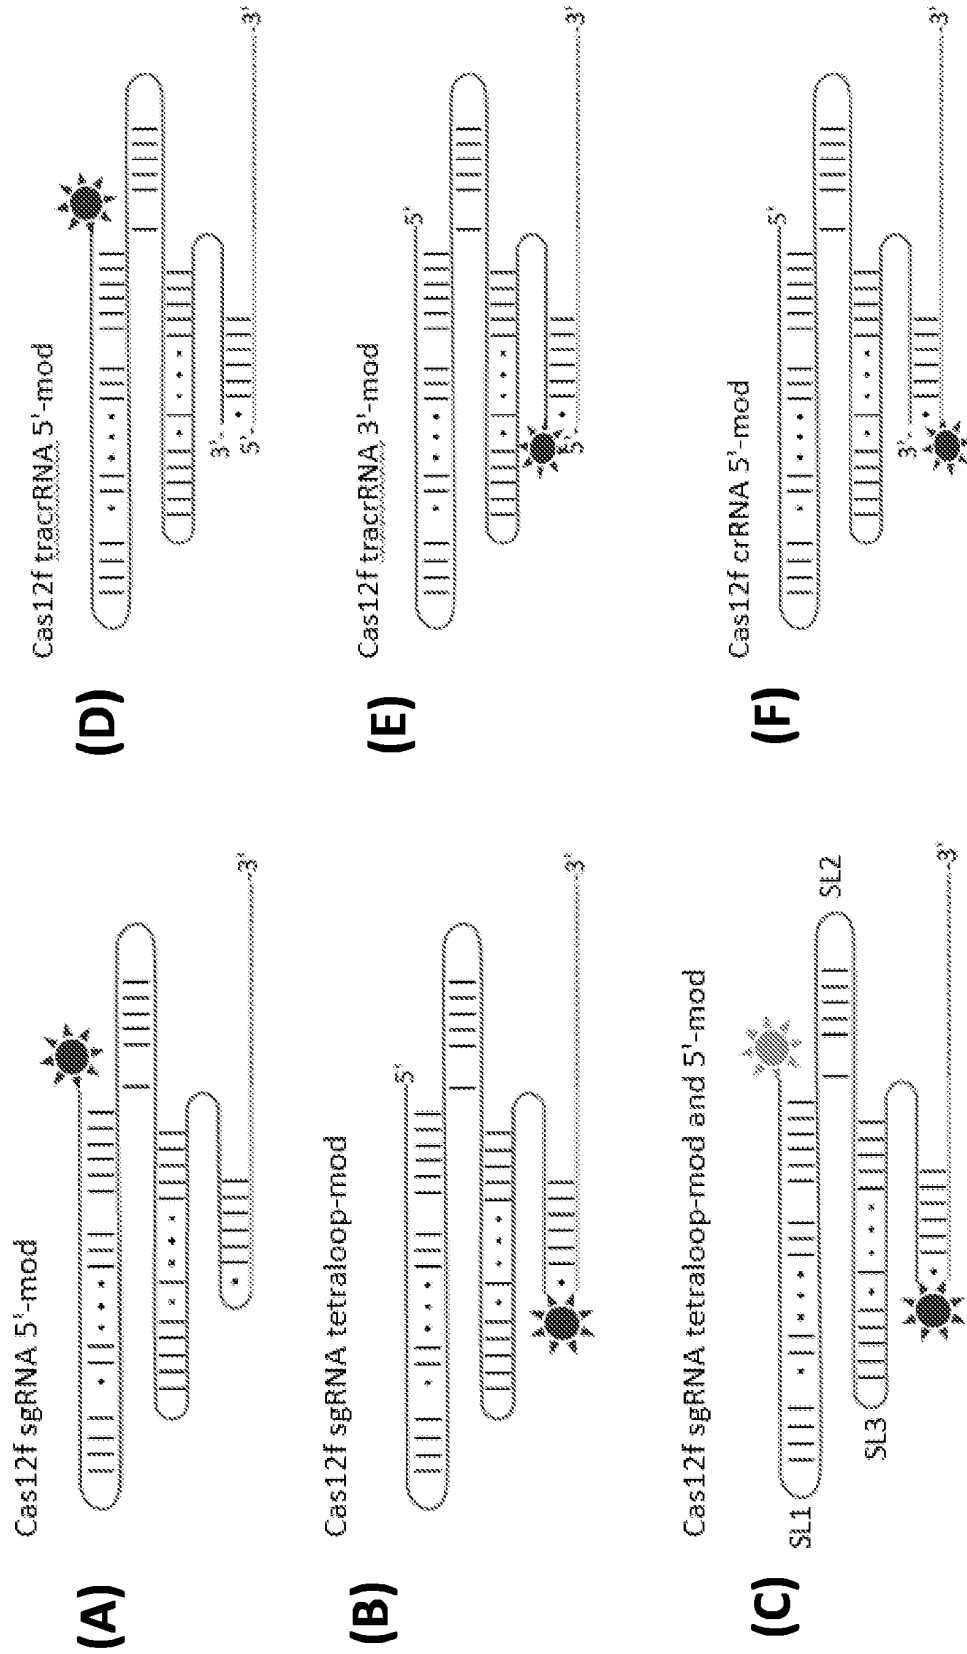 (A)
Cas12f sgRNA 5'-mod
-3'
(B)
Cas12f sgRNA tetraloop-mod
5'
-3'
(C)
Cas12f sgRNA tetraloop-mod and 5'-mod
SL1
SL2
SL3
-3'
(D)
Cas12f tracrRNA 5'-mod
3'
5'
-3'
(E)
Cas12f tracrRNA 3'-mod
5'
5'
-3'
(F)
Cas12f crRNA 5'-mod
5'
3'
-3'